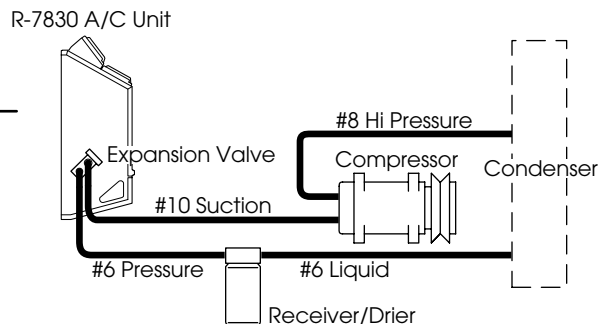 R-7830 A/C Unit
#8 Hi Pressure
Expansion Valve
Compressor
Condenser
#10 Suction
#6 Pressure
#6 Liquid
Receiver/Drier